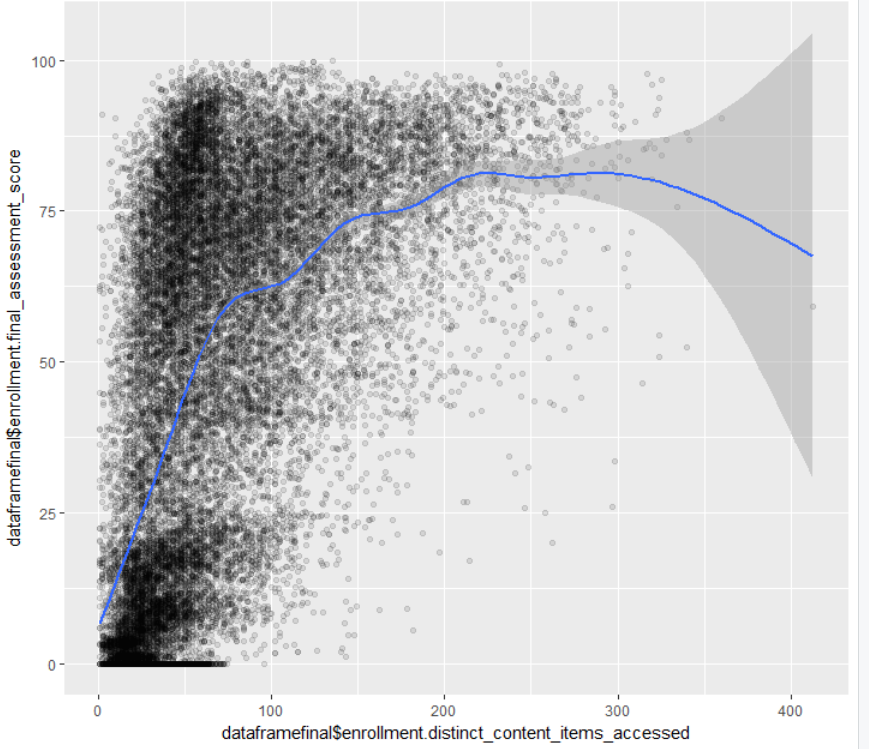 dataframefinal$enrollment.final_assessment_score
100
75
50
25
0
0 100 200 300 400
dataframefinal$enrollment.distinct_content_items_accessed